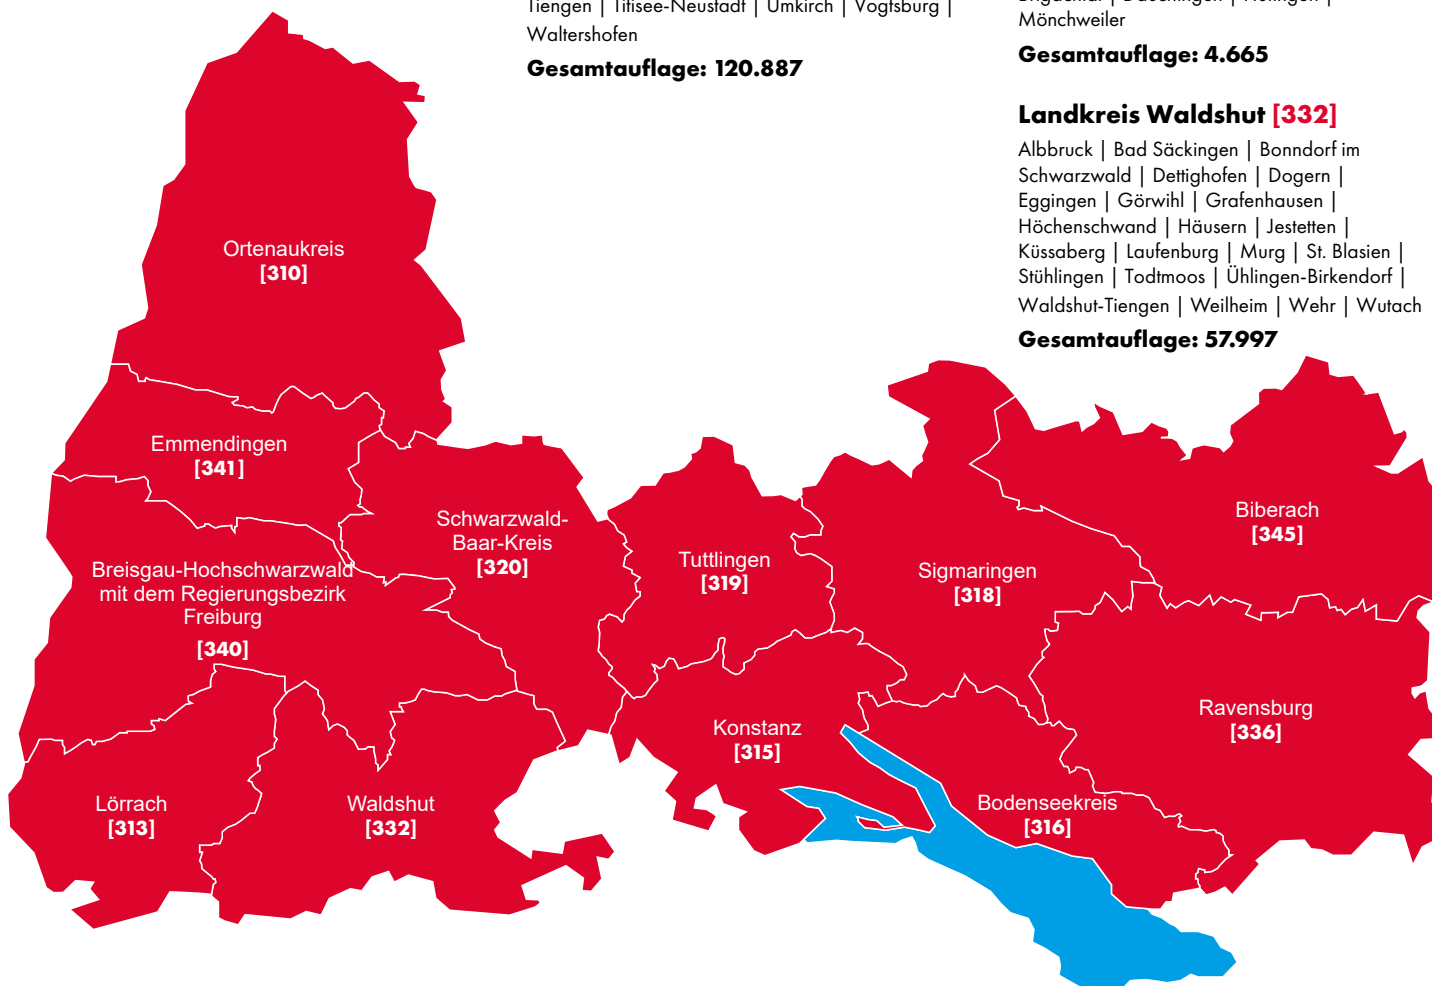 Tiengen | Titisee-Neustadt | Umkirch | Vogtsburg |
Waltershofen
Gesamtauflage: 120.887
Brigachtal | Dauchingen | Hüfingen |
Mönchweiler
Gesamtauflage: 4.665
Landkreis Waldshut [332]
Albbruck | Bad Säckingen | Bonndorf im
Schwarzwald | Dettighofen | Dogern |
Eggingen | Görwihl | Grafenhausen |
Höchenschwand | Häusern | Jestetten |
Küssaberg | Laufenburg | Murg | St. Blasien |
Stühlingen | Todtmoos | Ühlingen-Birkendorf |
Waldshut-Tiengen | Weilheim | Wehr | Wutach
Gesamtauflage: 57.997
Ortenaukreis
[310]
Emmendingen
[341]
Schwarzwald-
Baar-Kreis
[320]
Breisgau-Hochschwarzwald
mit dem Regierungsbezirk
Freiburg
[340]
Tuttlingen
[319]
Sigmaringen
[318]
Biberach
[345]
Ravensburg
[336]
Konstanz
[315]
Bodenseekreis
[316]
Lörrach
[313]
Waldshut
[332]